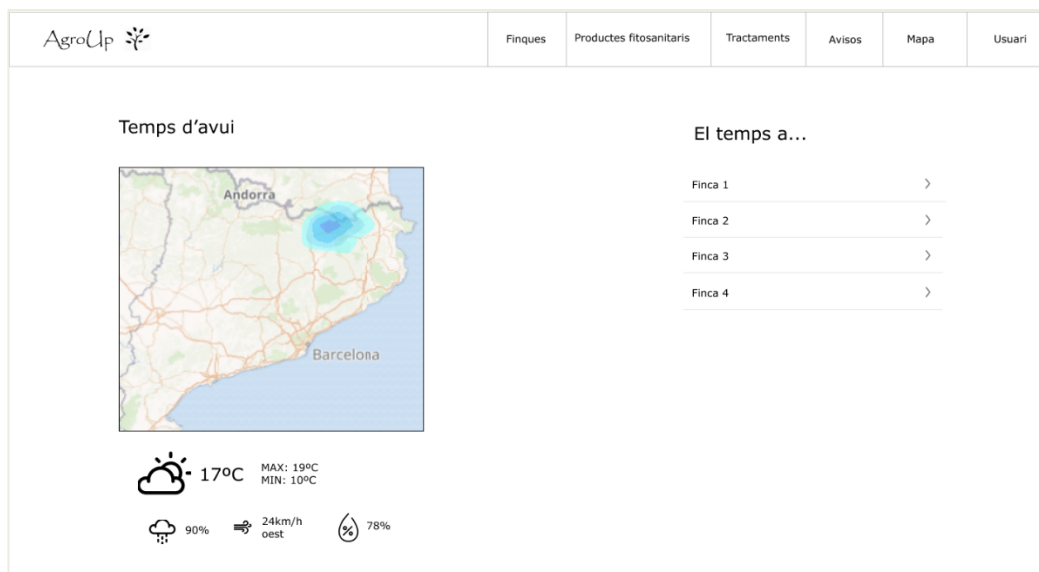 AgroUp
Finques
Productes fitosanitaris
Tractaments
Avisos
Mapa
Usuari
Temps d'avui
Andorra
Barcelona
17ºC
MAX: 19ºC
MIN: 10ºC
90%
24km/h
oest
%
78%
El temps a...
Finca 1
Finca 2
Finca 3
Finca 4